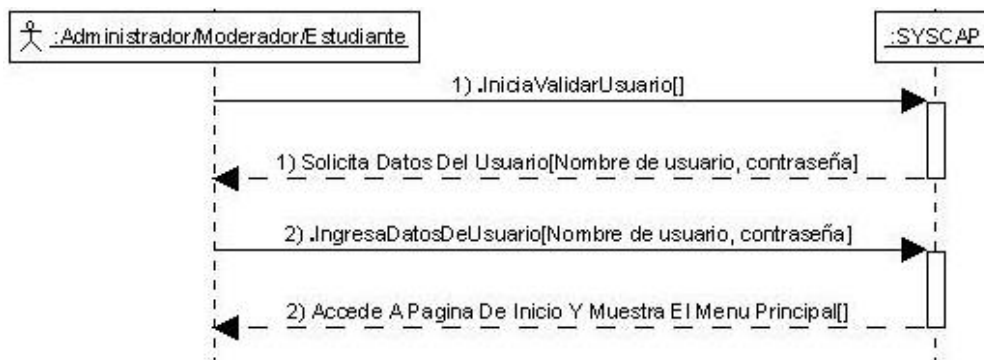 :Administrador/Moderador/Estudiante
:SYSCAP
1) .IniciaValidarUsuario[]
1) Solicita Datos Del Usuario[Nombre de usuario, contraseña]
2) .IngresaDatosDeUsuario[Nombre de usuario, contraseña]
2) Accede A Pagina De Inicio Y Muestra El Menu Principal[]